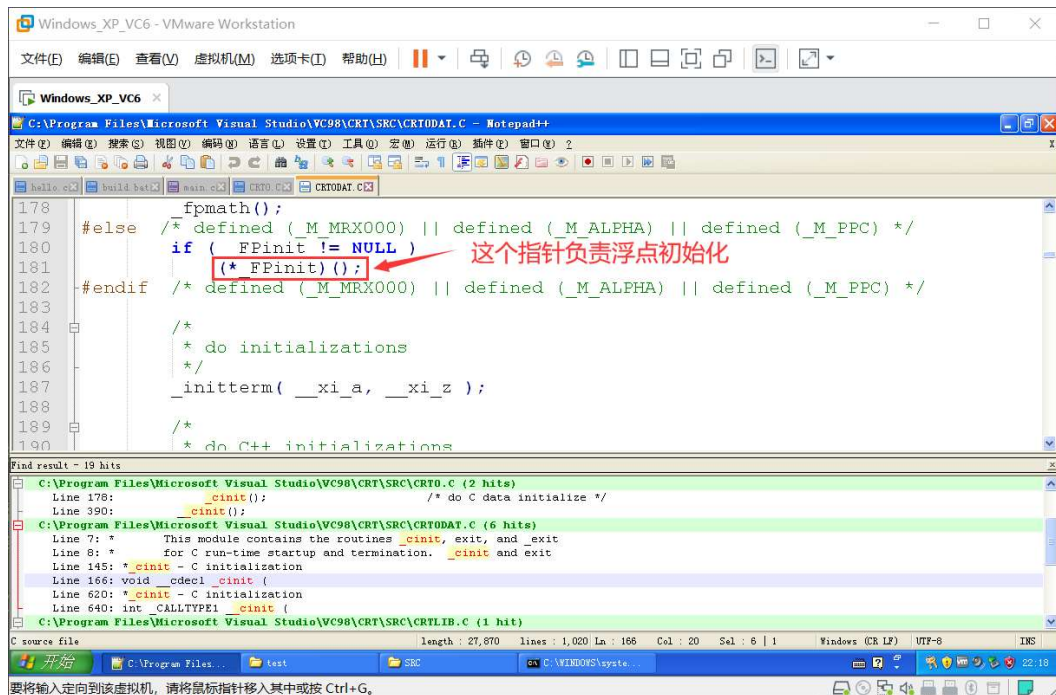 Windows_XP_VC6 - VMware Workstation
文件(F) 编辑(E) 查看(V) 虚拟机(M) 选项卡(T) 帮助(H)
Windows_XP_VC6
C:\Program Files\Microsoft Visual Studio\VC98\CRT\SRC\CRT0DAT.C - Notepad++
文件(F) 编辑(E) 搜索(S) 视图(V) 编码(N) 语言(L) 设置(T) 工具(O) 宏(M) 运行(R) 插件(P) 窗口(W) ? X
hello.c build.bat main.c CRT0.C CRT0DAT.C
178 _fpmath();
179 #else /* defined (_M_MRX000) || defined (_M_ALPHA) || defined (_M_PPC) */
180 if ( _FPinit != NULL )
181 (*_FPinit)();
这个指针负责浮点初始化
182 #endif /* defined (_M_MRX000) || defined (_M_ALPHA) || defined (_M_PPC) */
183
184 /*
185 * do initializations
186 */
187 _initterm( __xi_a, __xi_z );
188
189 /*
190 * do C++ initializations
Find result - 19 hits
C:\Program Files\Microsoft Visual Studio\VC98\CRT\SRC\CRT0.C (2 hits)
Line 178: _cinit(); /* do C data initialize */
Line 390: _cinit();
C:\Program Files\Microsoft Visual Studio\VC98\CRT\SRC\CRT0DAT.C (6 hits)
Line 7: * This module contains the routines _cinit, exit, and _exit
Line 8: * for C run-time startup and termination. _cinit and exit
Line 145: *_cinit - C initialization
Line 166: void __cdecl _cinit (
Line 620: *_cinit - C initialization
Line 640: int _CALLTYPE1 _cinit (
C:\Program Files\Microsoft Visual Studio\VC98\CRT\SRC\CRTLIB.C (1 hit)
C source file length : 27,870 lines : 1,020 Ln : 166 Col : 20 Sel : 6 | 1 Windows (CR LF) UTF-8 INS
开始 C:\Program Files... test SRC C:\WINDOWS\syste... 22:18
要将输入定向到该虚拟机，请将鼠标指针移入其中或按 Ctrl+G。